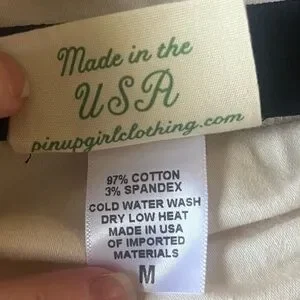 Made in the
USA
pinupgirlclothing.com
97% COTTON
3% SPANDEX
COLD WATER WASH
DRY LOW HEAT
MADE IN USA
OF IMPORTED
MATERIALS
M